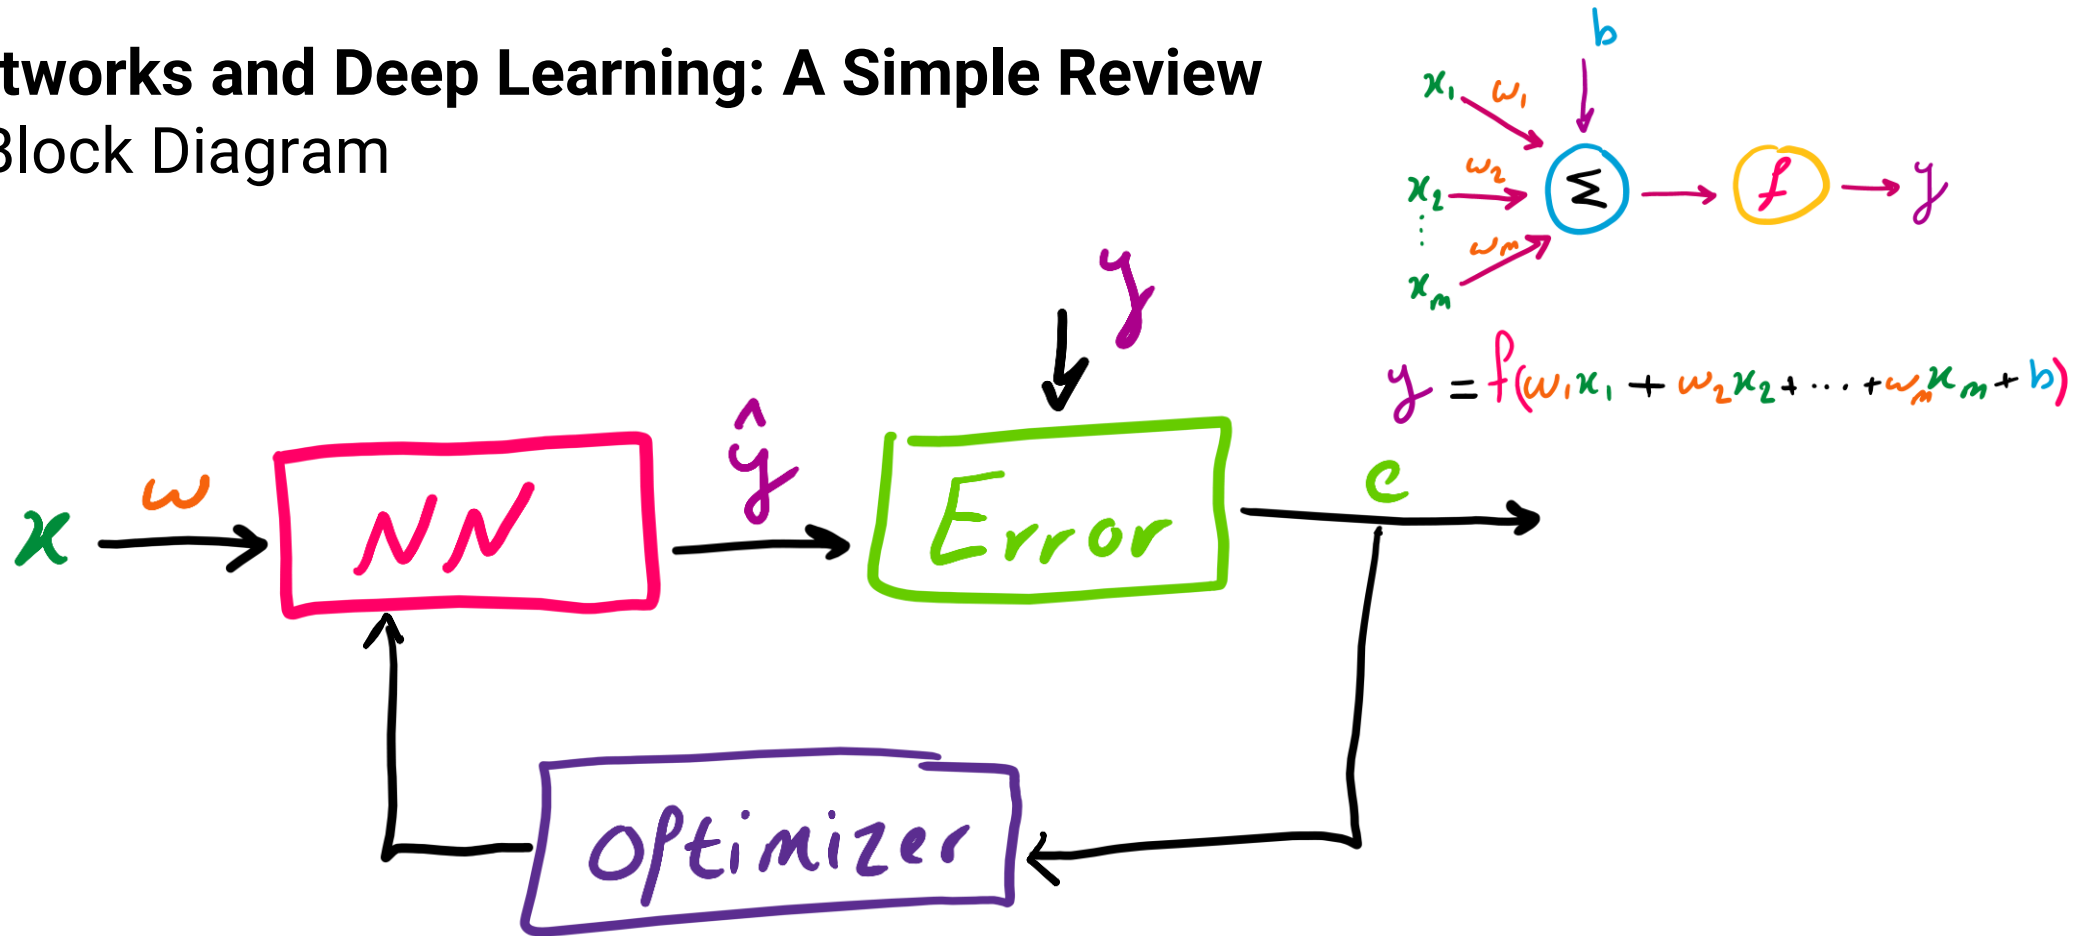 tworks and Deep Learning: A Simple Review
Block Diagram
b
x₁ w₁
x₂ w₂ Σ f y
⋮
xₘ wₘ
y = f(w₁x₁ + w₂x₂ + ... + wₘxₘ + b)
y
x w NN ŷ Error e
Optimizer